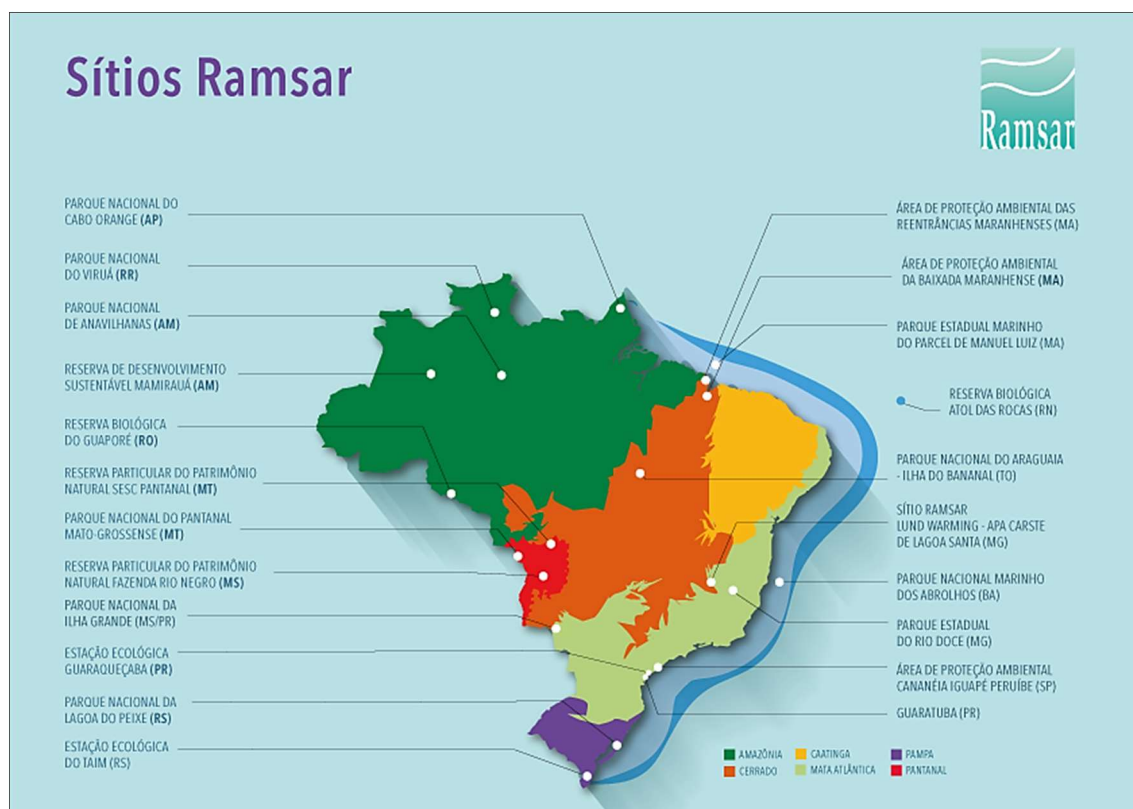 Sítios Ramsar
Ramsar
PARQUE NACIONAL DO
CABO ORANGE (AP)
PARQUE NACIONAL
DO VIRUÁ (RR)
PARQUE NACIONAL
DE ANAVILHANAS (AM)
RESERVA DE DESENVOLVIMENTO
SUSTENTÁVEL MAMIRAUÁ (AM)
RESERVA BIOLÓGICA
DO GUAPORÉ (RO)
RESERVA PARTICULAR DO PATRIMÔNIO
NATURAL SESC PANTANAL (MT)
PARQUE NACIONAL DO PANTANAL
MATO-GROSSENSE (MT)
RESERVA PARTICULAR DO PATRIMÔNIO
NATURAL FAZENDA RIO NEGRO (MS)
PARQUE NACIONAL DA
ILHA GRANDE (MS/PR)
ESTAÇÃO ECOLÓGICA
GUARAQUEÇABA (PR)
PARQUE NACIONAL DA
LAGOA DO PEIXE (RS)
ESTAÇÃO ECOLÓGICA
DO TAIM (RS)
ÁREA DE PROTEÇÃO AMBIENTAL DAS
REENTRÂNCIAS MARANHENSES (MA)
ÁREA DE PROTEÇÃO AMBIENTAL
DA BAIXADA MARANHENSE (MA)
PARQUE ESTADUAL MARINHO
DO PARCEL DE MANUEL LUIZ (MA)
RESERVA BIOLÓGICA
ATOL DAS ROCAS (RN)
PARQUE NACIONAL DO ARAGUAIA
- ILHA DO BANANAL (TO)
SÍTIO RAMSAR
LUND WARMING - APA CARSTE
DE LAGOA SANTA (MG)
PARQUE NACIONAL MARINHO
DOS ABROLHOS (BA)
PARQUE ESTADUAL
DO RIO DOCE (MG)
ÁREA DE PROTEÇÃO AMBIENTAL
CANANÉIA IGUAPÉ PERUÍBE (SP)
GUARATUBA (PR)
AMAZÔNIA
CAATINGA
PAMPA
CERRADO
MATA ATLÂNTICA
PANTANAL